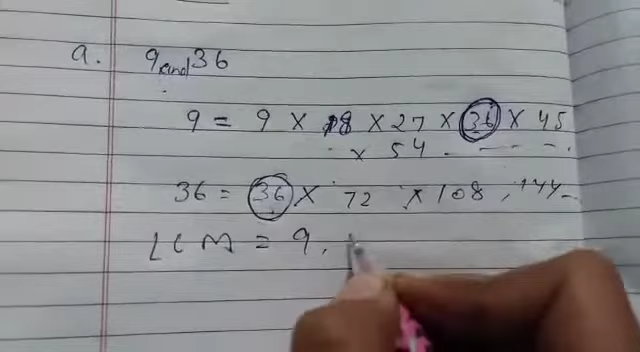 a. 9 and 36
9 = 9 × 18 × 27 × 36 × 45
× 54 . - - - .
36 = 36 × 72 × 108 , 144 -
LCM = 9 .